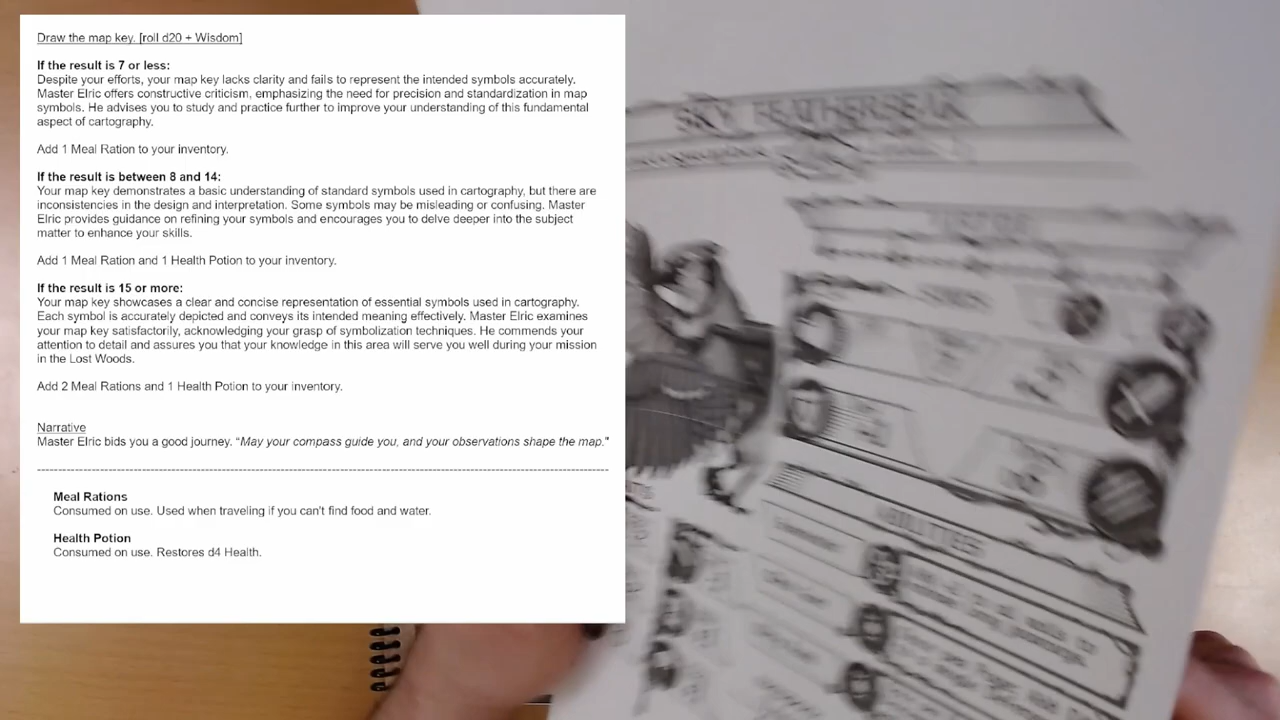 Draw the map key. [roll d20 + Wisdom]
If the result is 7 or less:
Despite your efforts, your map key lacks clarity and fails to represent the intended symbols accurately.
Master Elric offers constructive criticism, emphasizing the need for precision and standardization in map
symbols. He advises you to study and practice further to improve your understanding of this fundamental
aspect of cartography.
Add 1 Meal Ration to your inventory.
If the result is between 8 and 14:
Your map key demonstrates a basic understanding of standard symbols used in cartography, but there are
inconsistencies in the design and interpretation. Some symbols may be misleading or confusing. Master
Elric provides guidance on refining your symbols and encourages you to delve deeper into the subject
matter to enhance your skills.
Add 1 Meal Ration and 1 Health Potion to your inventory.
If the result is 15 or more:
Your map key showcases a clear and concise representation of essential symbols used in cartography.
Each symbol is accurately depicted and conveys its intended meaning effectively. Master Elric examines
your map key satisfactorily, acknowledging your grasp of symbolization techniques. He commends your
attention to detail and assures you that your knowledge in this area will serve you well during your mission
in the Lost Woods.
Add 2 Meal Rations and 1 Health Potion to your inventory.
Narrative
Master Elric bids you a good journey. "May your compass guide you, and your observations shape the map."
Meal Rations
Consumed on use. Used when traveling if you can't find food and water.
Health Potion
Consumed on use. Restores d4 Health.
SKY FEATHERBEAK
ABILITIES